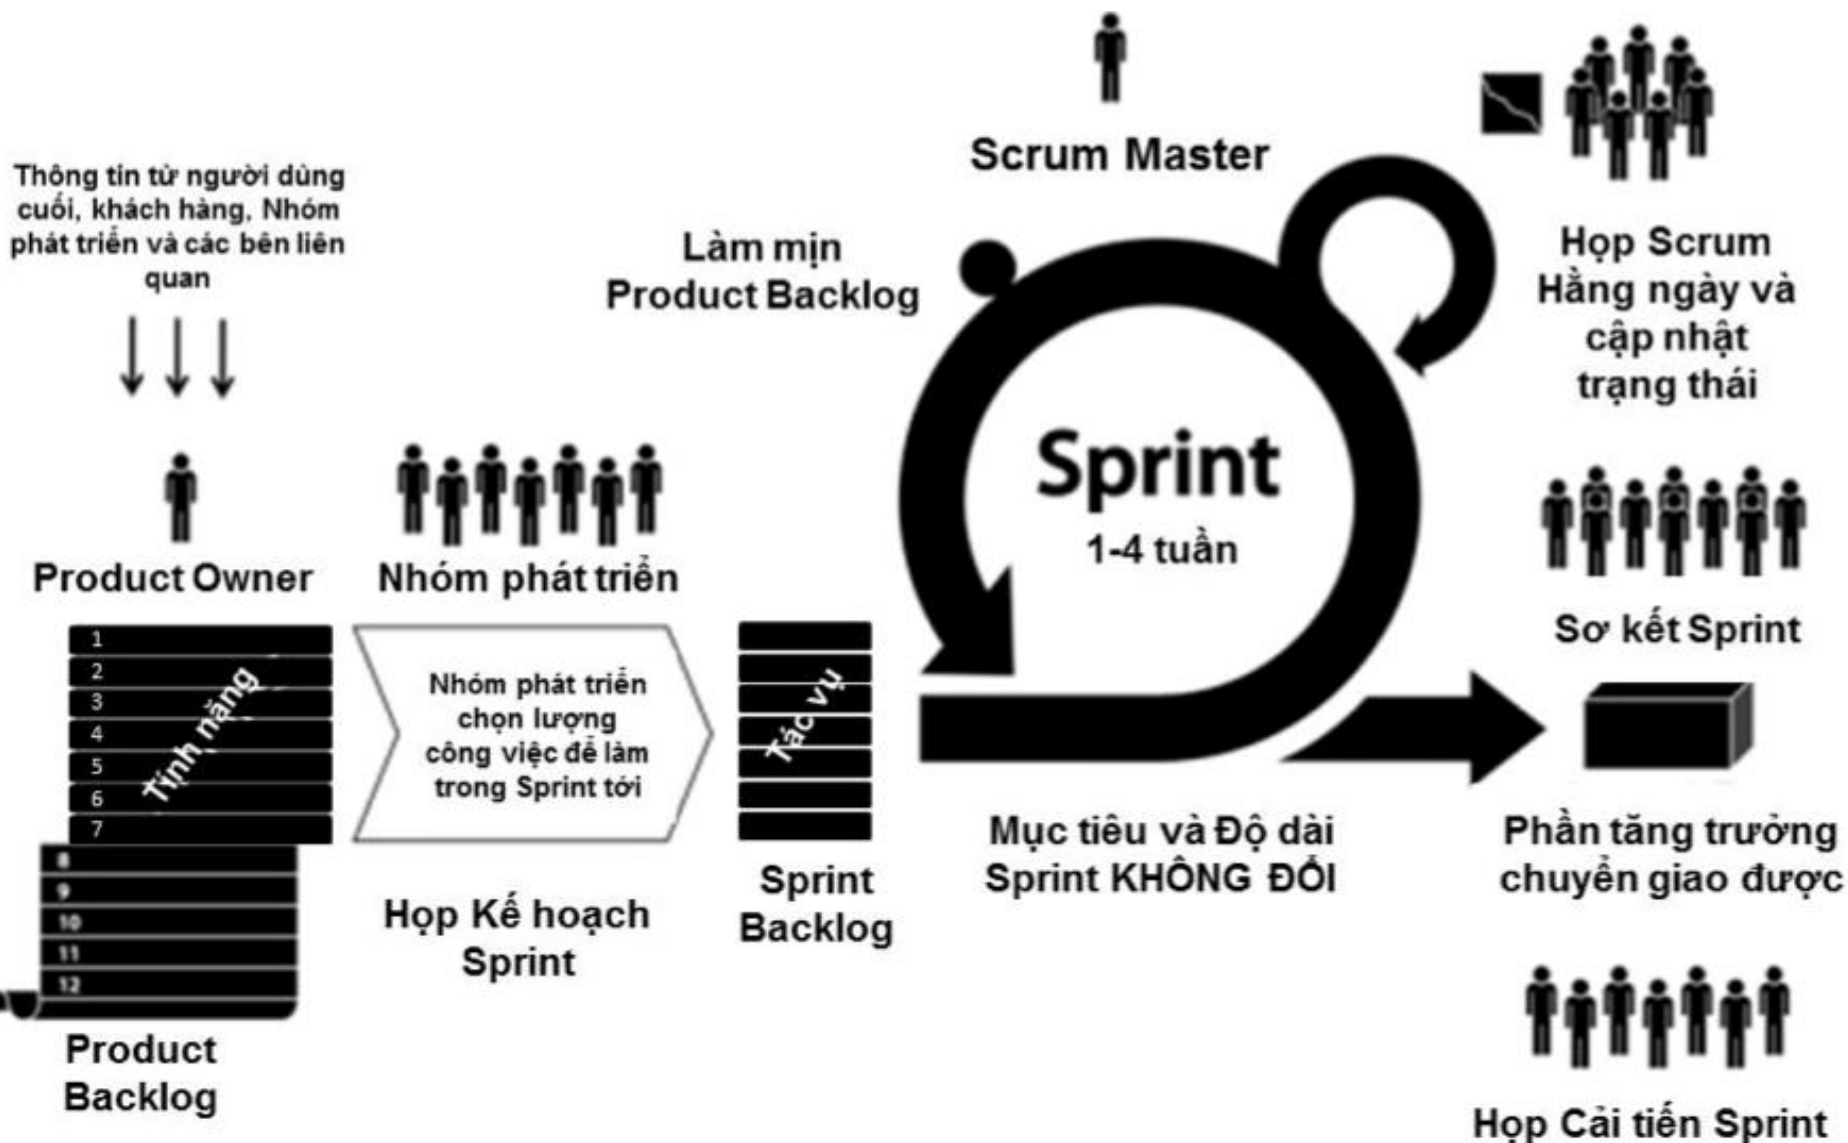 Thông tin từ người dùng
cuối, khách hàng, Nhóm
phát triển và các bên liên
quan
Product Owner
1
2
3
4
5
6
7
Tính năng
8
9
10
11
12
Product
Backlog
Nhóm phát triển
Nhóm phát triển
chọn lượng
công việc để làm
trong Sprint tới
Họp Kế hoạch
Sprint
Tác vụ
Sprint
Backlog
Làm mịn
Product Backlog
Scrum Master
Sprint
1-4 tuần
Mục tiêu và Độ dài
Sprint KHÔNG ĐỔI
Họp Scrum
Hằng ngày và
cập nhật
trạng thái
Sơ kết Sprint
Phần tăng trưởng
chuyển giao được
Họp Cải tiến Sprint